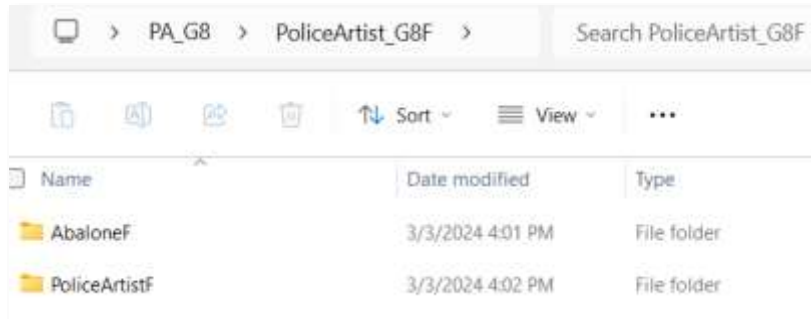 PA_G8 > PoliceArtist_G8F > Search PoliceArtist_G8F
Sort View ...
Name Date modified Type
AbaloneF 3/3/2024 4:01 PM File folder
PoliceArtistF 3/3/2024 4:02 PM File folder